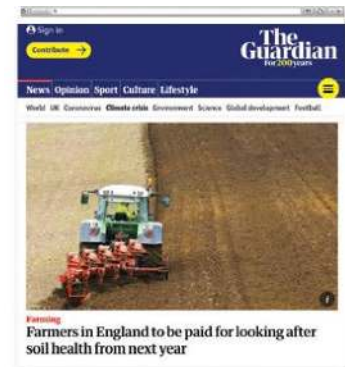 Sign in
Contribute →
The
Guardian
For 200 years
News Opinion Sport Culture Lifestyle
World UK Coronavirus Climate crisis Environment Science Global development Football
Farming
Farmers in England to be paid for looking after
soil health from next year